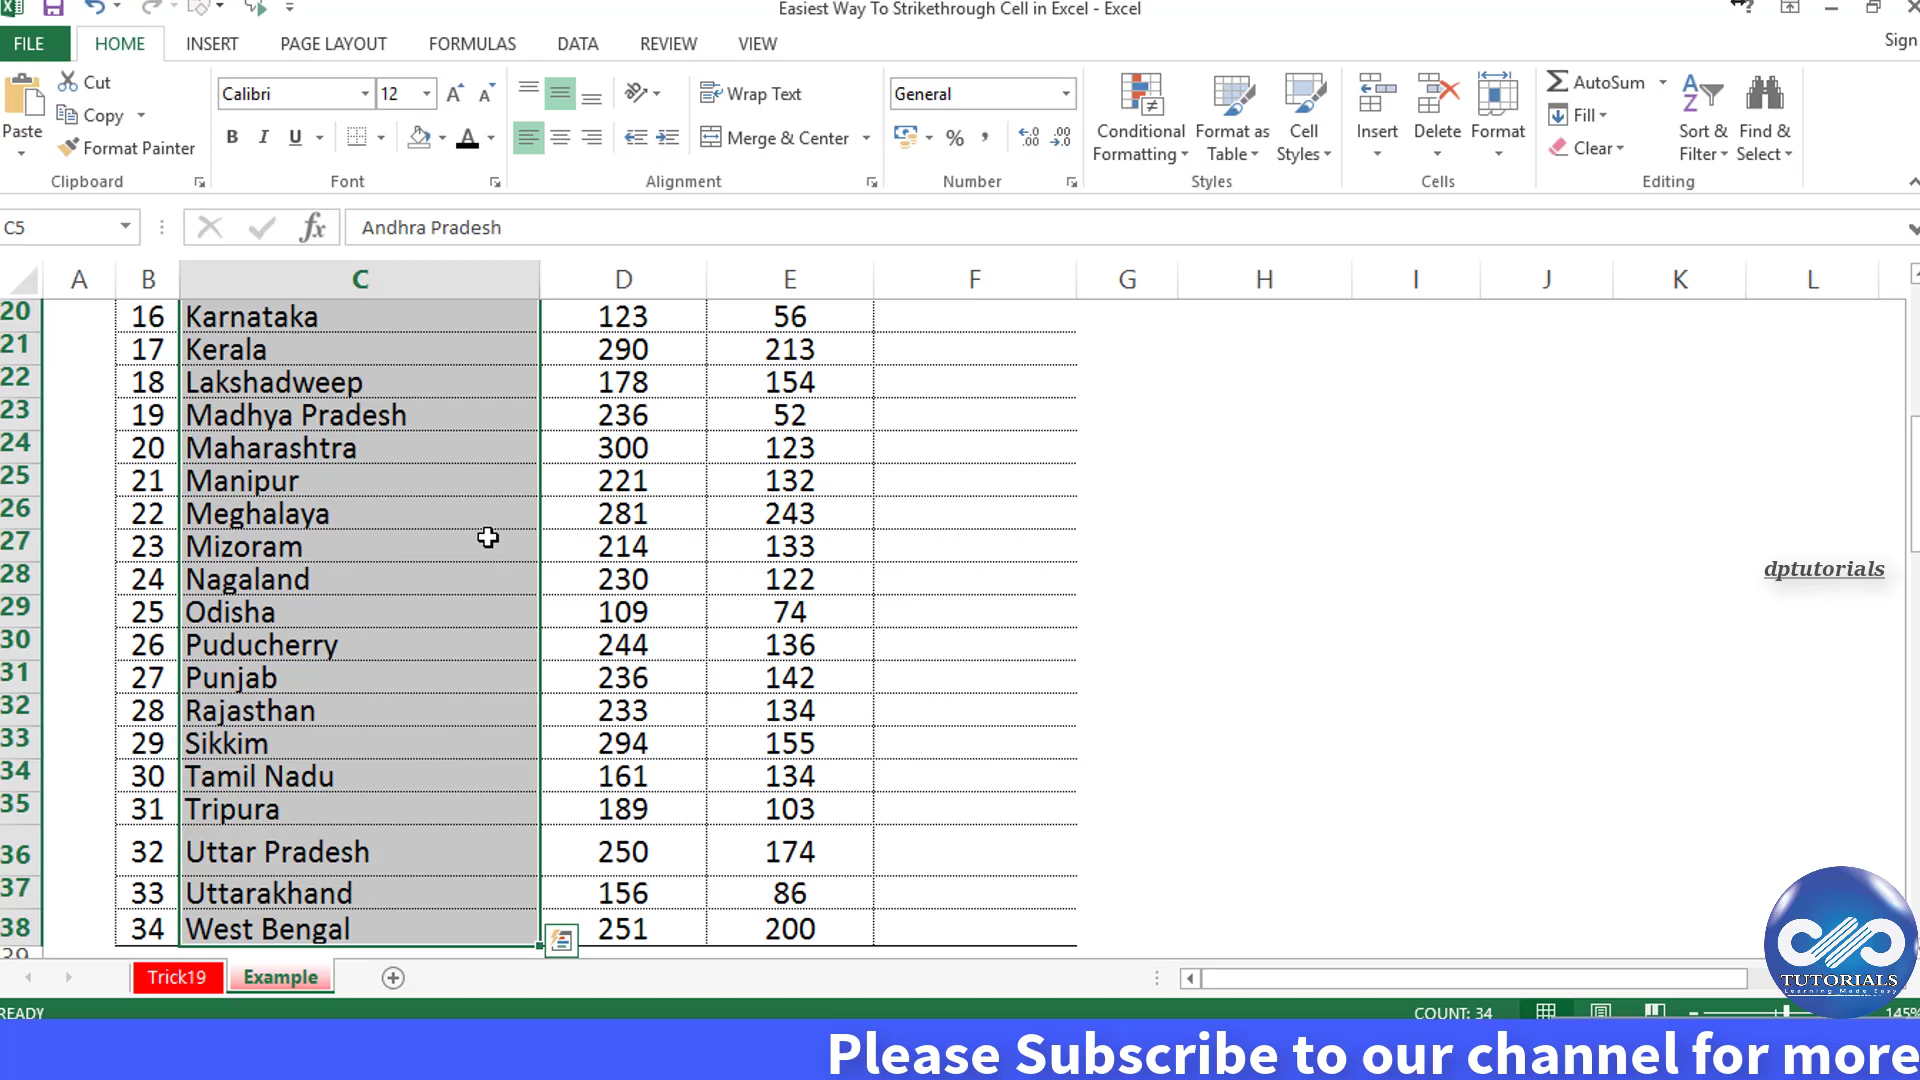 Easiest Way To Strikethrough Cell in Excel - Excel
FILE HOME INSERT PAGE LAYOUT FORMULAS DATA REVIEW VIEW Sign
Paste Cut Copy Format Painter Clipboard
Calibri 12 B I U A Font
Wrap Text Merge & Center Alignment
General % Number
Conditional Formatting Format as Table Cell Styles Styles
Insert Delete Format Cells
AutoSum Fill Clear Sort & Filter Find & Select Editing
C5 fx Andhra Pradesh
A B C D E F G H I J K L
20 16 Karnataka 123 56
21 17 Kerala 290 213
22 18 Lakshadweep 178 154
23 19 Madhya Pradesh 236 52
24 20 Maharashtra 300 123
25 21 Manipur 221 132
26 22 Meghalaya 281 243
27 23 Mizoram 214 133
28 24 Nagaland 230 122
dptutorials
29 25 Odisha 109 74
30 26 Puducherry 244 136
31 27 Punjab 236 142
32 28 Rajasthan 233 134
33 29 Sikkim 294 155
34 30 Tamil Nadu 161 134
35 31 Tripura 189 103
36 32 Uttar Pradesh 250 174
37 33 Uttarakhand 156 86
38 34 West Bengal 251 200
39
Trick19 Example
TUTORIALS
Learning Made Easy
READY COUNT: 34 145%
Please Subscribe to our channel for more